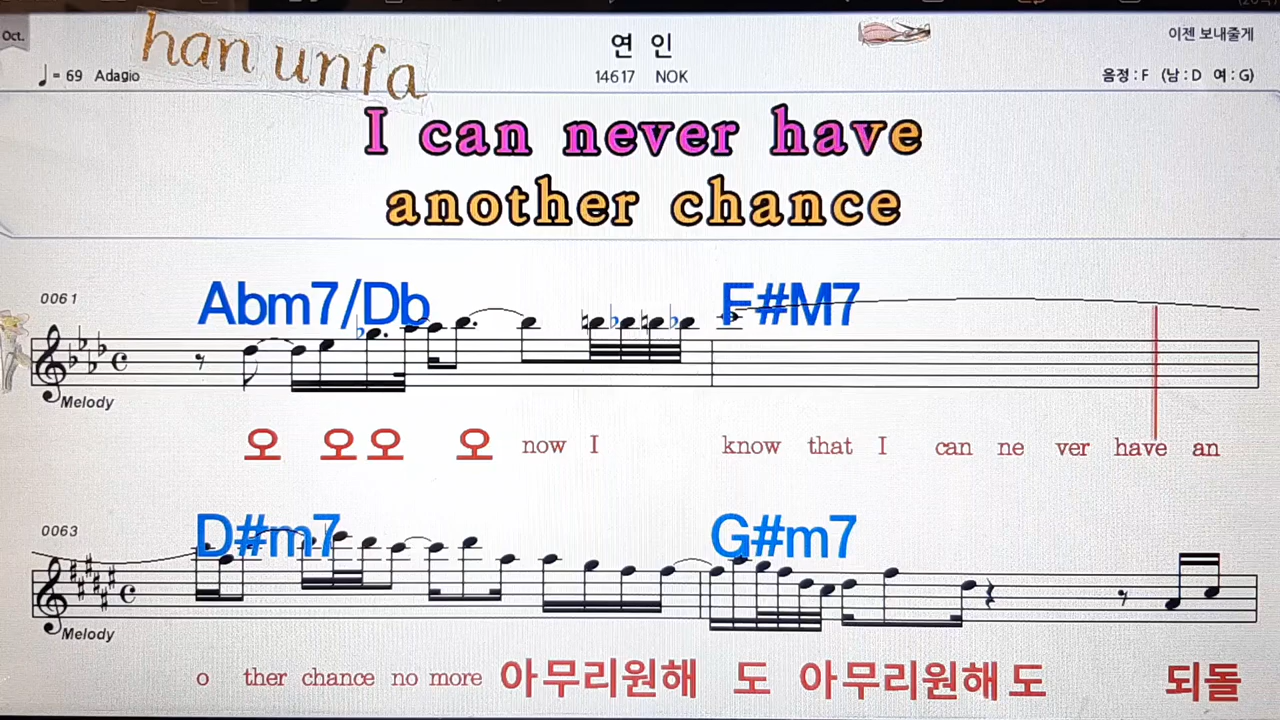 Oct.
han unfa
연 인
이젠 보내줄게
♩= 69 Adagio
14617 NOK
음정 : F (남 : D 여 : G)
I can never have
another chance
0061
Abm7/Db F#M7
Melody
오 오 오 오 now I know that I can ne ver have an
0063
D#m7 G#m7
Melody
o ther chance no more 아무리원해 도 아무리원해 도 되돌